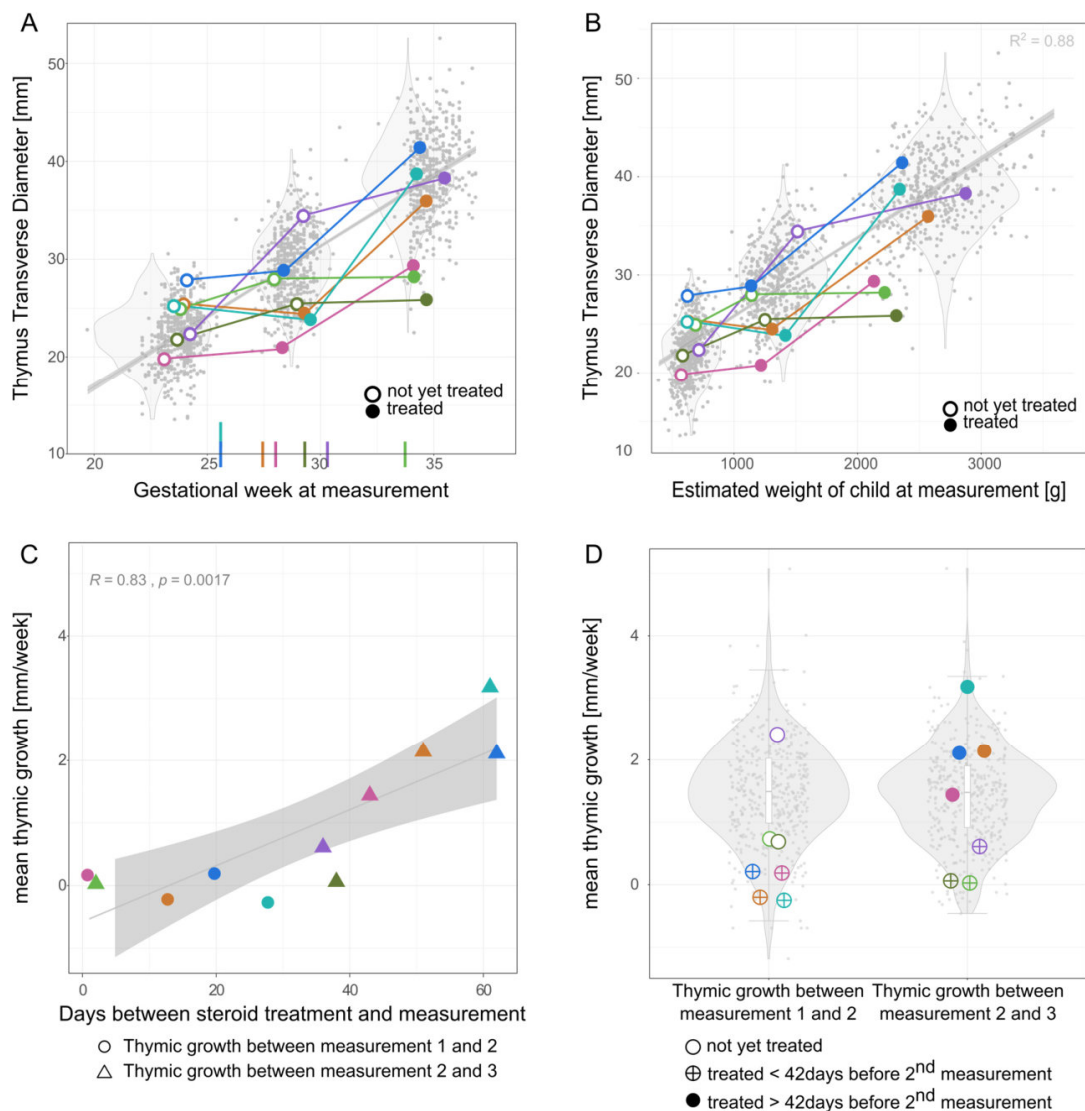 A
Thymus Transverse Diameter [mm]
50
40
30
20
10
not yet treated
treated
20
25
30
35
Gestational week at measurement
B
R² = 0.88
Thymus Transverse Diameter [mm]
50
40
30
20
10
not yet treated
treated
1000
2000
3000
Estimated weight of child at measurement [g]
C
R = 0.83 , p = 0.0017
mean thymic growth [mm/week]
4
2
0
0
20
40
60
Days between steroid treatment and measurement
Thymic growth between measurement 1 and 2
Thymic growth between measurement 2 and 3
D
mean thymic growth [mm/week]
4
2
0
Thymic growth between
measurement 1 and 2
Thymic growth between
measurement 2 and 3
not yet treated
treated < 42days before 2nd measurement
treated > 42days before 2nd measurement